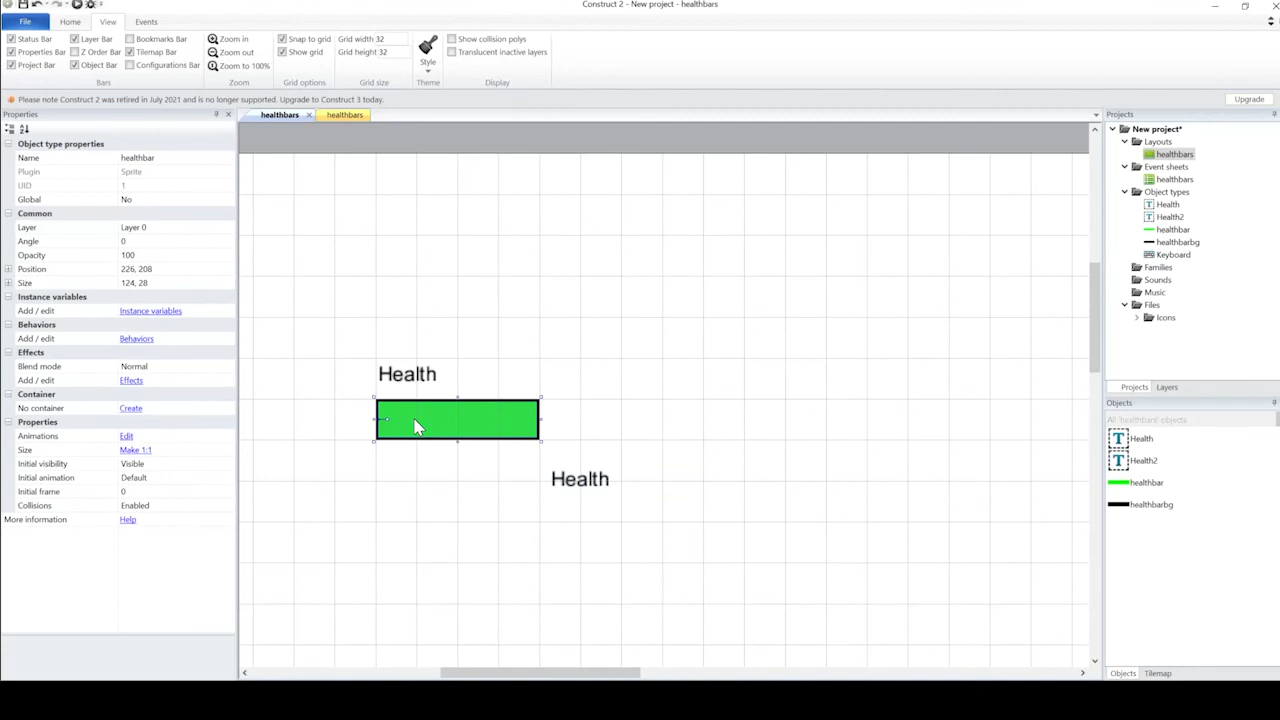 Construct 2 - New project - healthbars
File Home View Events
Status Bar Layer Bar Bookmarks Bar Zoom in Snap to grid Grid width 32 Show collision polys
Properties Bar Z Order Bar Tilemap Bar Zoom out Show grid Grid height 32 Style Translucent inactive layers
Project Bar Object Bar Configurations Bar Zoom to 100%
Bars Zoom Grid options Grid size Theme Display
Please note Construct 2 was retired in July 2021 and is no longer supported. Upgrade to Construct 3 today. Upgrade
Properties
Object type properties
Name healthbar
Plugin Sprite
UID 1
Global No
Common
Layer Layer 0
Angle 0
Opacity 100
Position 226, 208
Size 124, 28
Instance variables
Add / edit Instance variables
Behaviors
Add / edit Behaviors
Effects
Blend mode Normal
Add / edit Effects
Container
No container Create
Properties
Animations Edit
Size Make 1:1
Initial visibility Visible
Initial animation Default
Initial frame 0
Collisions Enabled
More information Help
healthbars healthbars
Health
Health
Projects
New project*
Layouts
healthbars
Event sheets
healthbars
Object types
Health
Health2
healthbar
healthbarbg
Keyboard
Families
Sounds
Music
Files
Icons
Projects Layers
Objects
All 'healthbars' objects
Health
Health2
healthbar
healthbarbg
Objects Tilemap